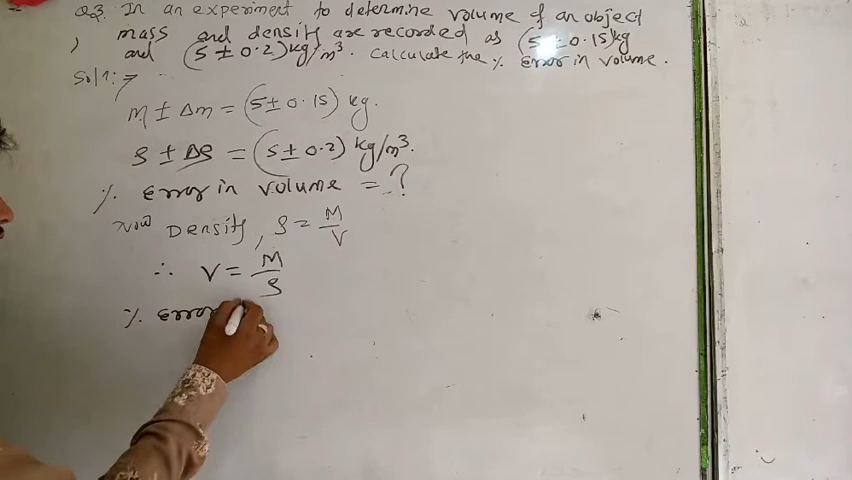 Q3. In an experiment to determine volume of an object
, mass and density are recorded as (5 ± 0.15)kg
and (5 ± 0.2)kg/m³. Calculate the % error in volume.
Soln:⇒
M ± Δm = (5 ± 0.15) kg.
ρ ± Δρ = (5 ± 0.2) kg/m³.
% error in volume = ?
Now Density, ρ = M/V
∴ V = M/ρ
% error